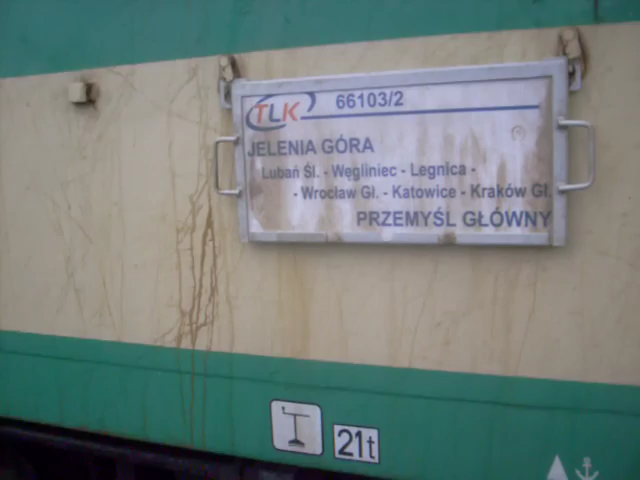 TLK 66103/2
JELENIA GÓRA
Lubań Śl. - Węgliniec - Legnica -
- Wrocław Gł. - Katowice - Kraków Gł.
PRZEMYŚL GŁÓWNY
21t